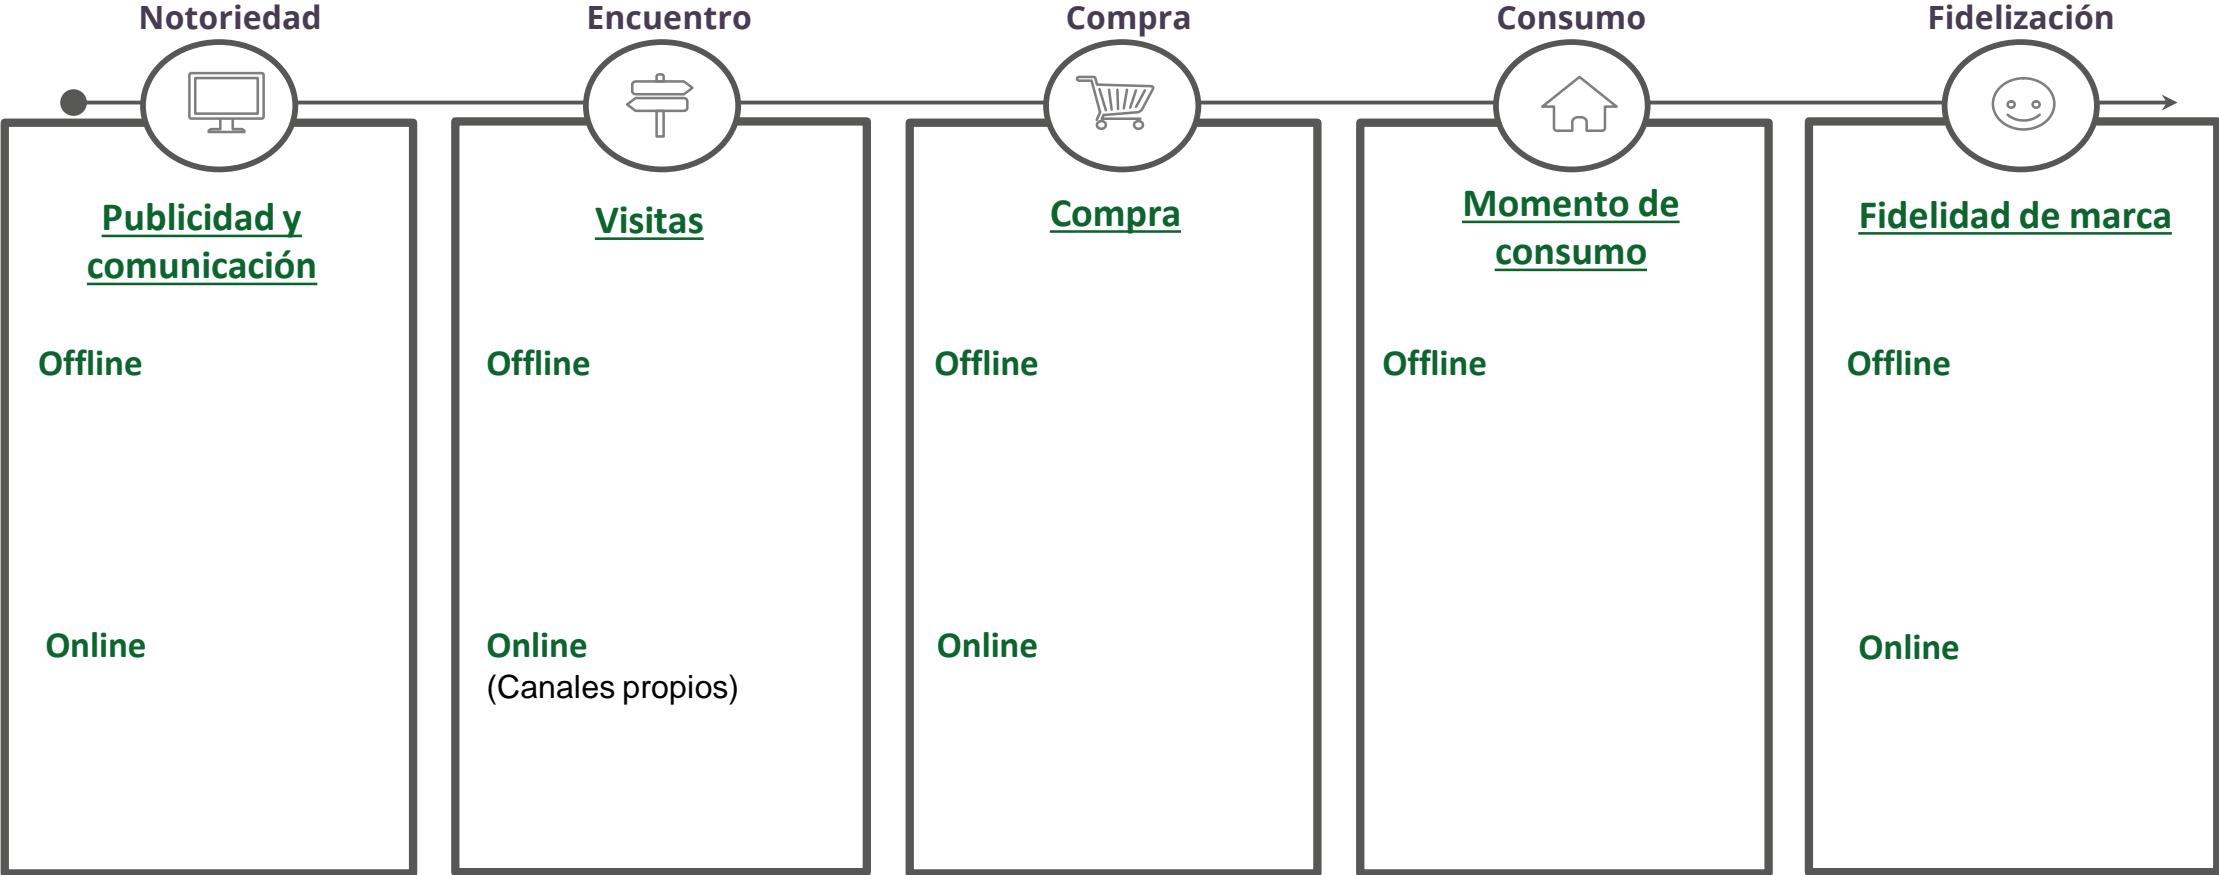 Notoriedad
Encuentro
Compra
Consumo
Fidelización
Publicidad y
comunicación
Offline
Online
Visitas
Offline
Online
(Canales propios)
Compra
Offline
Online
Momento de
consumo
Offline
Fidelidad de marca
Offline
Online